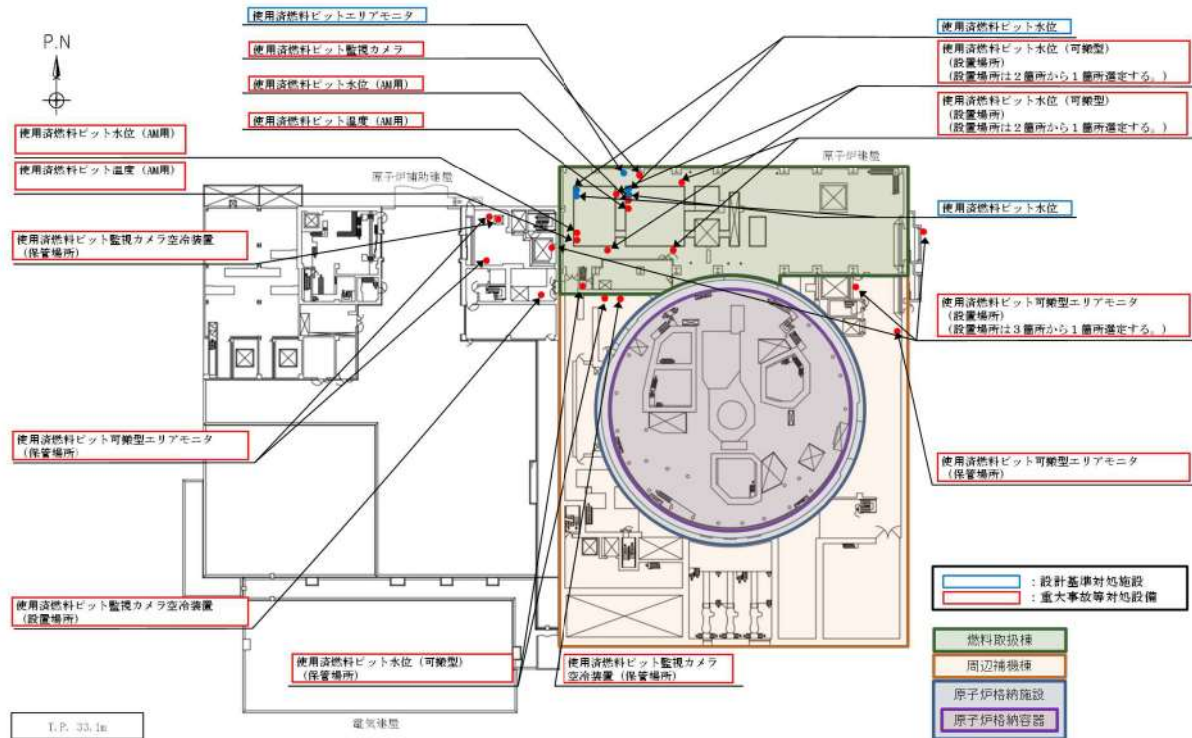 使用済燃料ピットエリアモニタ
使用済燃料ピット水位
P.N
使用済燃料ピット監視カメラ
使用済燃料ピット水位（可搬型）
（設置場所）
（設置場所は２箇所から１箇所選定する。）
使用済燃料ピット水位（AM用）
使用済燃料ピット水位（可搬型）
（設置場所）
（設置場所は２箇所から１箇所選定する。）
使用済燃料ピット温度（AM用）
使用済燃料ピット水位（AM用）
使用済燃料ピット温度（AM用）
原子炉補助建屋
原子炉建屋
使用済燃料ピット水位
使用済燃料ピット監視カメラ空冷装置
（保管場所）
使用済燃料ピット可搬型エリアモニタ
（設置場所）
（設置場所は３箇所から１箇所選定する。）
使用済燃料ピット可搬型エリアモニタ
（保管場所）
使用済燃料ピット可搬型エリアモニタ
（保管場所）
：設計基準対処施設
：重大事故等対処設備
使用済燃料ピット監視カメラ空冷装置
（設置場所）
使用済燃料ピット水位（可搬型）
（保管場所）
使用済燃料ピット監視カメラ
空冷装置（保管場所）
燃料取扱棟
周辺補機棟
原子炉格納施設
原子炉格納容器
T.P. 33.1m
電気建屋